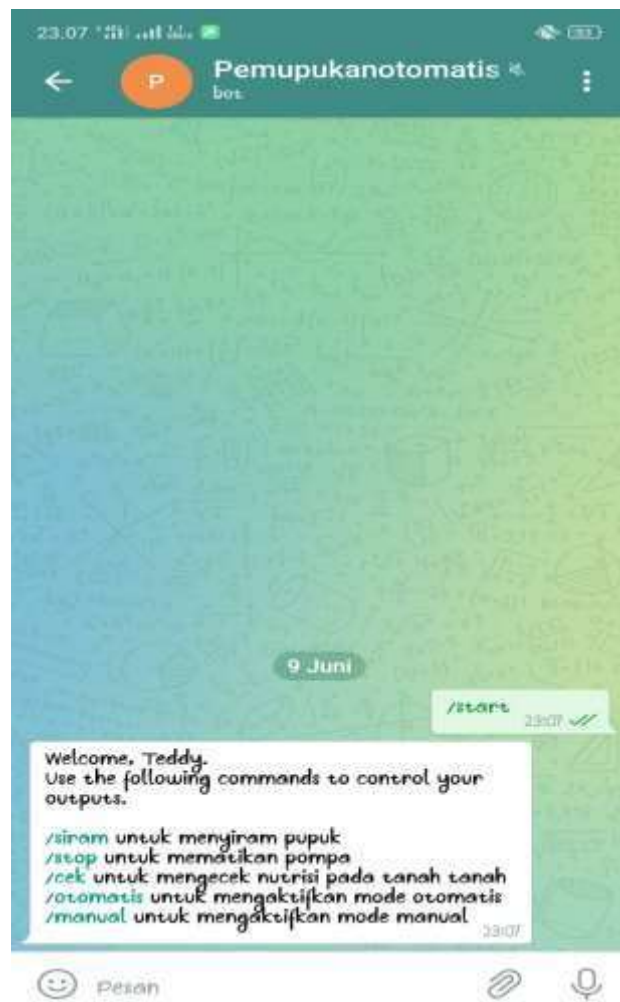 23.07
P
Pemupukanotomatis
bot
9 Juni
/start
23:07
Welcome, Teddy.
Use the following commands to control your
outputs.
/siram untuk menyiram pupuk
/stop untuk mematikan pompa
/cek untuk mengecek nutrisi pada tanah tanah
/otomatis untuk mengaktifkan mode otomatis
/manual untuk mengaktifkan mode manual
23:07
Pesan